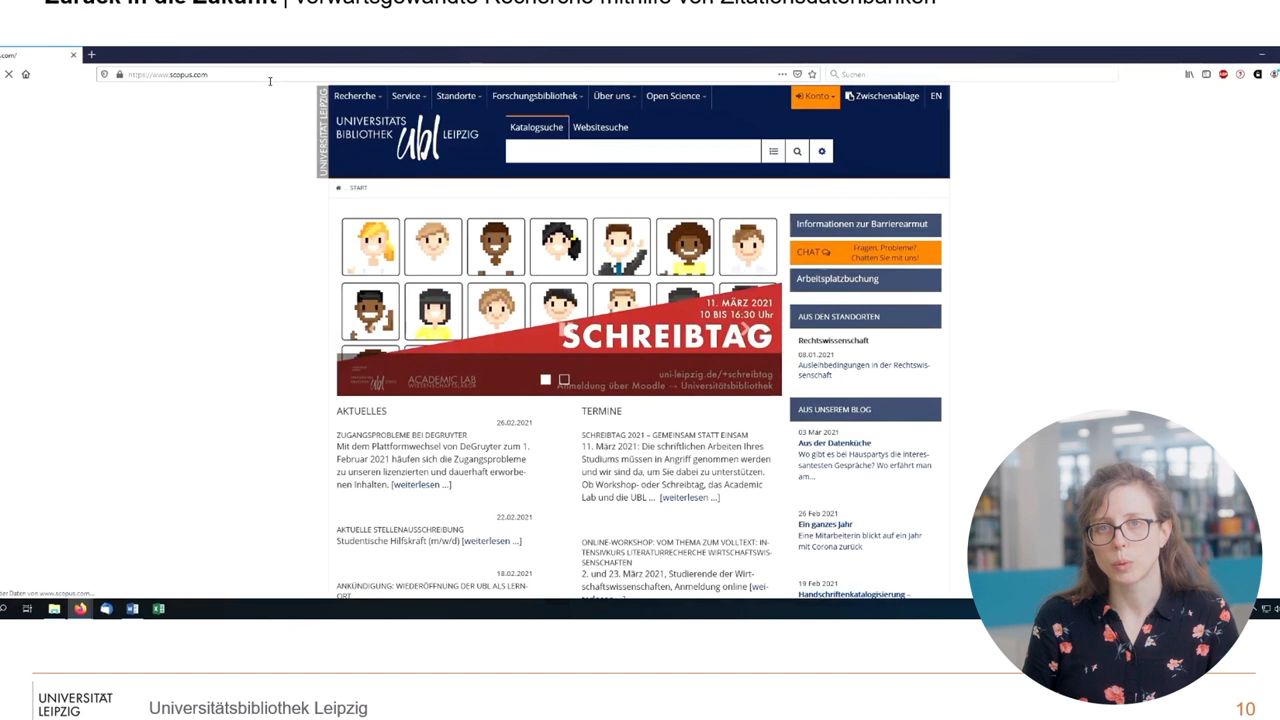 Zurück in die Zukunft | Vorwärtsgewandte Recherche mithilfe von Zitationsdatenbanken
.com/
https://www.scopus.com
Suchen
UNIVERSITÄT LEIPZIG
Recherche
Service
Standorte
Forschungsbibliothek
Über uns
Open Science
Konto
Zwischenablage
EN
UNIVERSITÄTS
BIBLIOTHEK
ubl
LEIPZIG
Katalogsuche
Websitesuche
START
11. MÄRZ 2021
10 BIS 16:30 Uhr
SCHREIBTAG
ACADEMIC LAB
uni-leipzig.de/+schreibtag
Anmeldung über Moodle → Universitätsbibliothek
Informationen zur Barrierearmut
CHAT
Fragen, Probleme?
Chatten Sie mit uns!
Arbeitsplatzbuchung
AUS DEN STANDORTEN
Rechtswissenschaft
08.01.2021
Ausleihbedingungen in der Rechtswis-
senschaft
AUS UNSEREM BLOG
03 Mar 2021
Aus der Datenküche
Wo gibt es bei Hauspartys die interes-
santesten Gespräche? Wo erfährt man
am...
26 Feb 2021
Ein ganzes Jahr
Eine Mitarbeiterin blickt auf ein Jahr
mit Corona zurück
19 Feb 2021
Handschriftenkatalogisierung –
AKTUELLES
26.02.2021
ZUGANGSPROBLEME BEI DEGRUYTER
Mit dem Plattformwechsel von DeGruyter zum 1.
Februar 2021 häufen sich die Zugangsprobleme
zu unseren lizenzierten und dauerhaft erworbe-
nen Inhalten. [weiterlesen ...]
22.02.2021
AKTUELLE STELLENAUSSCHREIBUNG
Studentische Hilfskraft (m/w/d) [weiterlesen ...]
18.02.2021
ANKÜNDIGUNG: WIEDERÖFFNUNG DER UBL ALS LERN-
ORT
TERMINE
SCHREIBTAG 2021 – GEMEINSAM STATT EINSAM
11. März 2021: Die schriftlichen Arbeiten Ihres
Studiums müssen in Angriff genommen werden
und wir sind da, um Sie dabei zu unterstützen.
Ob Workshop- oder Schreibtag, das Academic
Lab und die UBL ... [weiterlesen ...]
ONLINE-WORKSHOP: VOM THEMA ZUM VOLLTEXT: IN-
TENSIVKURS LITERATURRECHERCHE WIRTSCHAFTSWIS-
SENSCHAFTEN
2. und 23. März 2021, Studierende der Wirt-
schaftswissenschaften, Anmeldung online [wei-
ber Daten von www.scopus.com...
UNIVERSITÄT
LEIPZIG
Universitätsbibliothek Leipzig
10